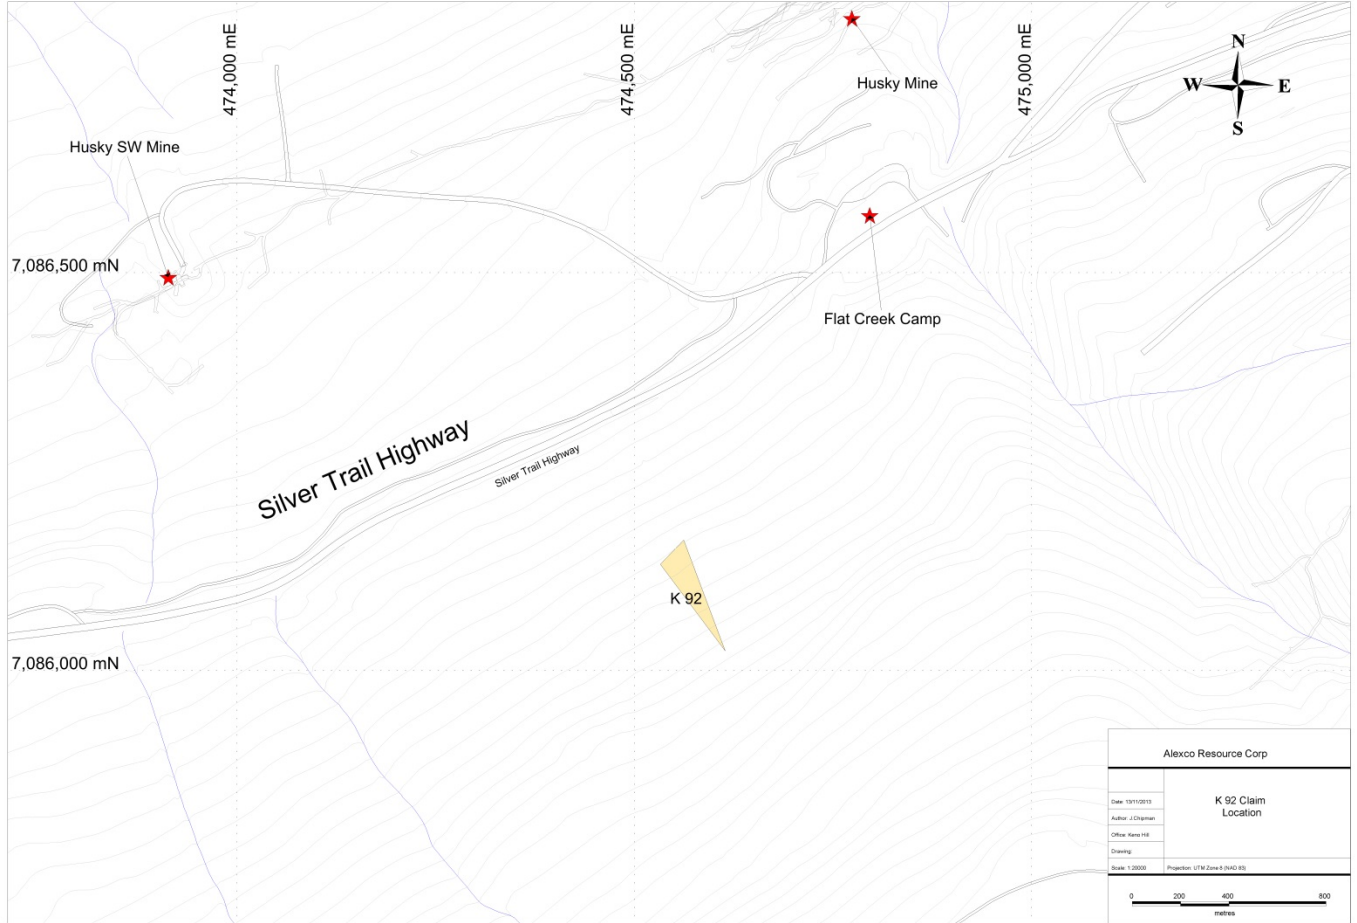 474,000 mE
474,500 mE
475,000 mE
N
W
E
S
Husky Mine
Husky SW Mine
7,086,500 mN
Flat Creek Camp
Silver Trail Highway
Silver Trail Highway
K 92
7,086,000 mN
Alexco Resource Corp
K 92 Claim
Location
Date: 13/11/2013
Author: J.Chipman
Office: Keno Hill
Drawing:
Scale: 1:20000
Projection: UTM Zone 8 (NAD 83)
0 200 400 800
metres